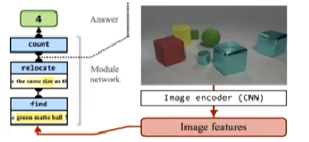 4
Answer
count
relocate
the same size as th
Module
network
find
green matte ball
Image encoder (CNN)
Image features